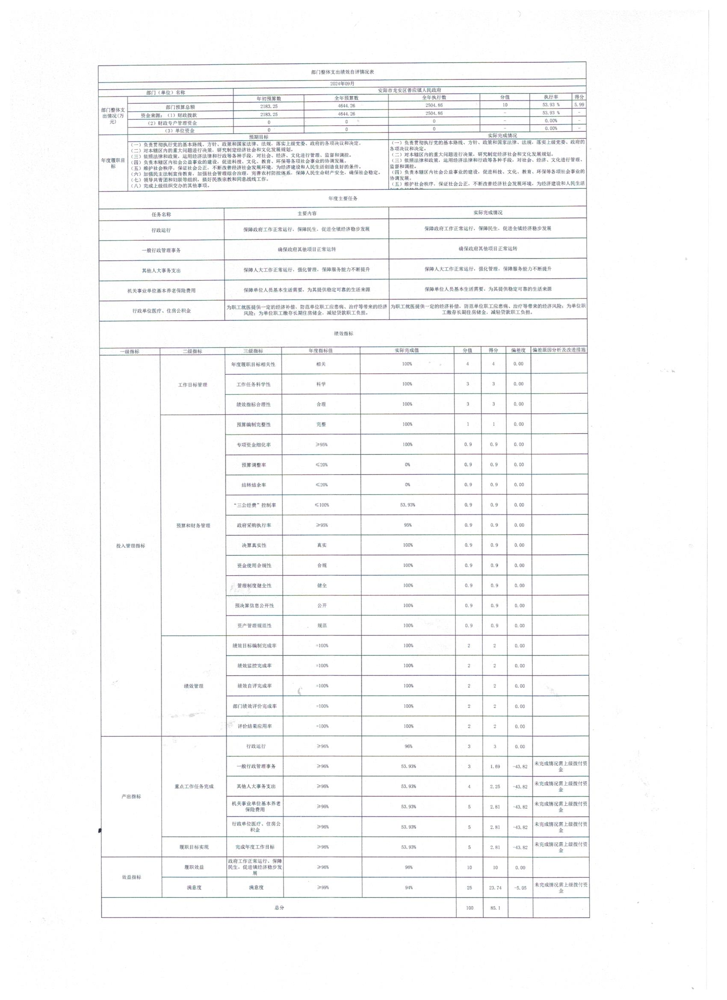 部门整体支出绩效自评情况表
2024年09月
部门（单位）名称 安阳市龙安区善应镇人民政府
部门整体支出情况(万元) 年初预算数 全年预算数 全年执行数 分值 执行率 得分
部门预算总额 2183.25 4644.26 2504.86 10 53.93 % 5.99
资金来源：（1）财政拨款 2183.25 4644.26 2504.86 - 53.93 % -
（2）财政专户管理资金 0 0 0 - 0.00% -
（3）单位资金 0 0 0 - 0.00% -
年度履职目标 预期目标 实际完成情况
（一）负责贯彻执行党的基本路线、方针、政策和国家法律、法规，落实上级党委、政府的各项决议和决定。
（二）对本辖区内的重大问题进行决策，研究制定经济社会和文化发展规划。
（三）依照法律和政策，运用经济法律和行政等各种手段，对社会、经济、文化进行管理、监督和调控。
（四）负责本辖区内社会公益事业的建设，促进科技、文化、教育、环保等各项社会事业的协调发展。
（五）维护社会秩序，保证社会公正，不断改善经济社会发展环境，为经济建设和人民生活创造良好的条件。
（六）加强民主法制宣传教育，加强社会管理综合治理，完善农村防控体系，保障人民生命财产安全，确保社会稳定。
（七）领导共青团和妇联等组织，搞好民族宗教和同意战线工作。
（八）完成上级组织交办的其他事项。
（一）负责贯彻执行党的基本路线、方针、政策和国家法律、法规，落实上级党委、政府的
各项决议和决定。
（二）对本辖区内的重大问题进行决策，研究制定经济社会和文化发展规划。
（三）依照法律和政策，运用经济法律和行政等各种手段，对社会、经济、文化进行管理、
监督和调控。
（四）负责本辖区内社会公益事业的建设，促进科技、文化、教育、环保等各项社会事业的
协调发展。
（五）维护社会秩序，保证社会公正，不断改善经济社会发展环境，为经济建设和人民生活
年度主要任务
任务名称 主要内容 实际完成情况
行政运行 保障政府工作正常运行，保障民生，促进全镇经济稳步发展 保障政府工作正常运行，保障民生，促进全镇经济稳步发展
一般行政管理事务 确保政府其他项目正常运转 确保政府其他项目正常运转
其他人大事务支出 保障人大工作正常运行，强化管理，保障服务能力不断提升 保障人大工作正常运行，强化管理，保障服务能力不断提升
机关事业单位基本养老保险费用 保障单位人员基本生活需要，为其提供稳定可靠的生活来源 保障单位人员基本生活需要，为其提供稳定可靠的生活来源
行政单位医疗、住房公积金 为职工就医提供一定的经济补偿，防范单位职工应患病、治疗等带来的经济风险；为单位职工缴存长期住房储金，减轻贷款职工负担。 为职工就医提供一定的经济补偿，防范单位职工应患病、治疗等带来的经济风险；为单位职工缴存长期住房储金，减轻贷款职工负担。
绩效指标
一级指标 二级指标 三级指标 年度指标值 实际完成值 分值 得分 偏差度 偏差原因分析及改进措施
投入管理指标 工作目标管理 年度履职目标相关性 相关 100% 4 4 0.00
工作任务科学性 科学 100% 3 3 0.00
绩效指标合理性 合理 100% 3 3 0.00
预算和财务管理 预算编制完整性 完整 100% 1 1 0.00
专项资金细化率 ≥95% 100% 0.9 0.9 0.00
预算调整率 ≤20% 0% 0.9 0.9 0.00
结转结余率 ≤20% 0% 0.9 0.9 0.00
“三公经费”控制率 ≤100% 53.93% 0.9 0.9 0.00
政府采购执行率 ≥95% 95% 0.9 0.9 0.00
决算真实性 真实 100% 0.9 0.9 0.00
资金使用合规性 合规 100% 0.9 0.9 0.00
管理制度健全性 健全 100% 0.9 0.9 0.00
预决算信息公开性 公开 100% 0.9 0.9 0.00
资产管理规范性 规范 100% 0.9 0.9 0.00
绩效管理 绩效目标编制完成率 =100% 100% 2 2 0.00
绩效监控完成率 =100% 100% 2 2 0.00
绩效自评完成率 =100% 100% 2 2 0.00
部门绩效评价完成率 =100% 100% 2 2 0.00
评价结果应用率 =100% 100% 2 2 0.00
产出指标 重点工作任务完成 行政运行 ≥96% 96% 3 3 0.00
一般行政管理事务 ≥96% 53.93% 3 1.69 -43.82 未完成情况需上级拨付资金
其他人大事务支出 ≥96% 53.93% 4 2.25 -43.82 未完成情况需上级拨付资金
机关事业单位基本养老保险费用 ≥96% 53.93% 5 2.81 -43.82 未完成情况需上级拨付资金
行政单位医疗、住房公积金 ≥96% 53.93% 5 2.81 -43.82 未完成情况需上级拨付资金
履职目标实现 完成年度工作目标 ≥96% 53.93% 5 2.81 -43.82 未完成情况需上级拨付资金
效益指标 履职效益 政府工作正常运行、保障民生，促进镇经济稳步发展 ≥96% 96% 10 10 0.00
满意度 满意度 ≥99% 94% 25 23.74 -5.05 未完成情况需上级拨付资金
总分 100 85.1